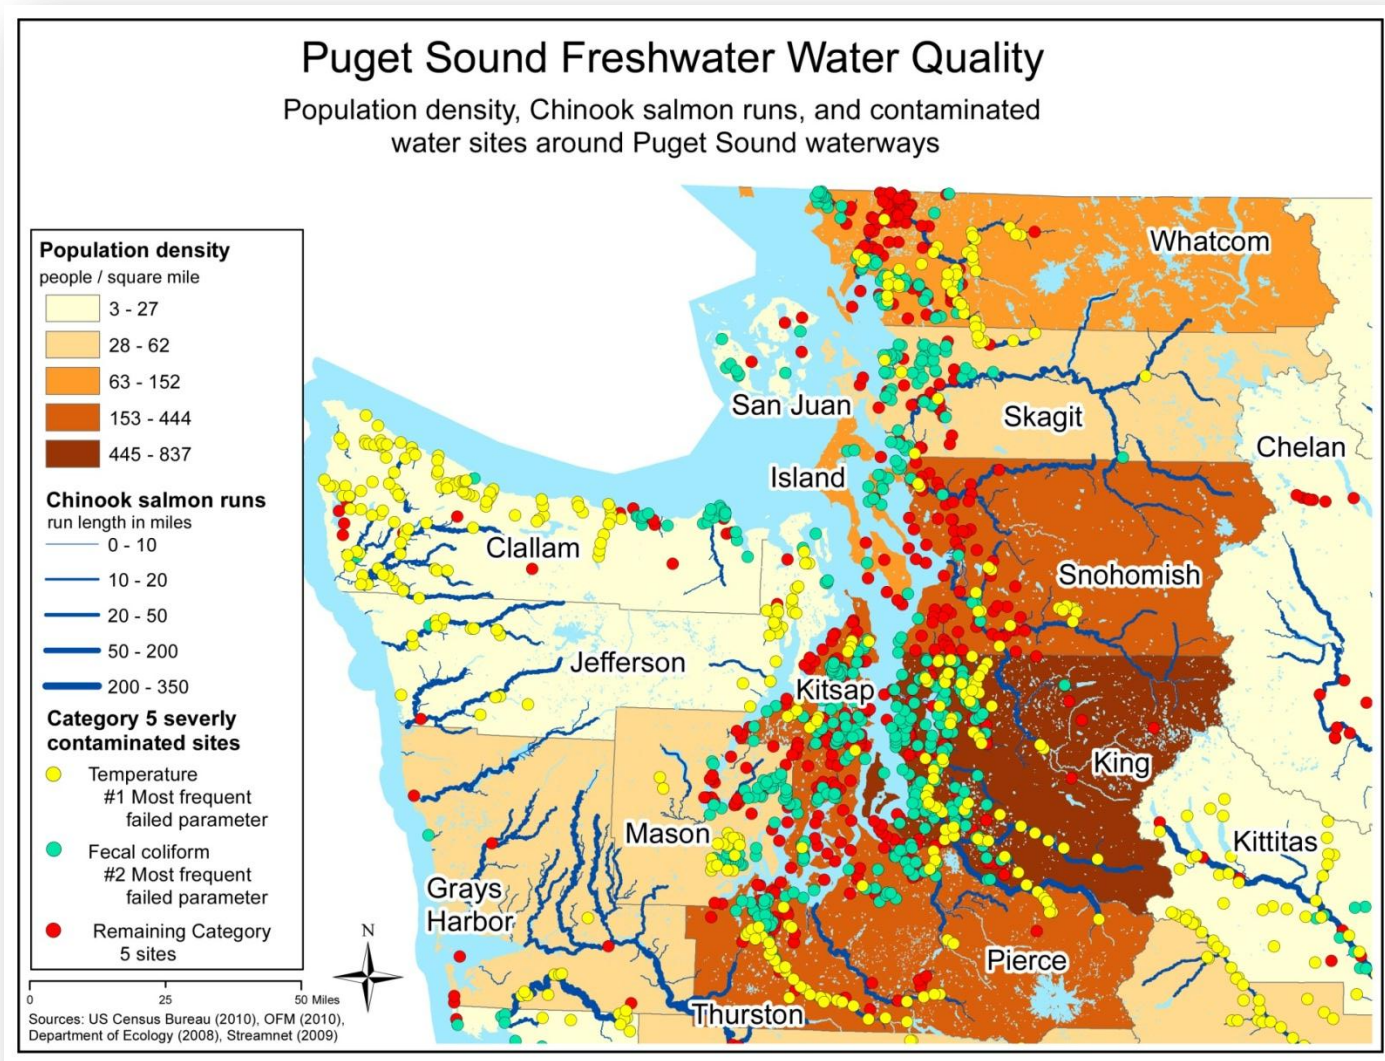 Puget Sound Freshwater Water Quality
Population density, Chinook salmon runs, and contaminated
water sites around Puget Sound waterways
Population density
people / square mile
3 - 27
28 - 62
63 - 152
153 - 444
445 - 837
Chinook salmon runs
run length in miles
0 - 10
10 - 20
20 - 50
50 - 200
200 - 350
Category 5 severly
contaminated sites
Temperature
#1 Most frequent
failed parameter
Fecal coliform
#2 Most frequent
failed parameter
Remaining Category
5 sites
0 25 50 Miles
Sources: US Census Bureau (2010), OFM (2010),
Department of Ecology (2008), Streamnet (2009)
N
Whatcom
San Juan
Skagit
Chelan
Island
Clallam
Snohomish
Jefferson
Kitsap
King
Mason
Kittitas
Grays
Harbor
Pierce
Thurston